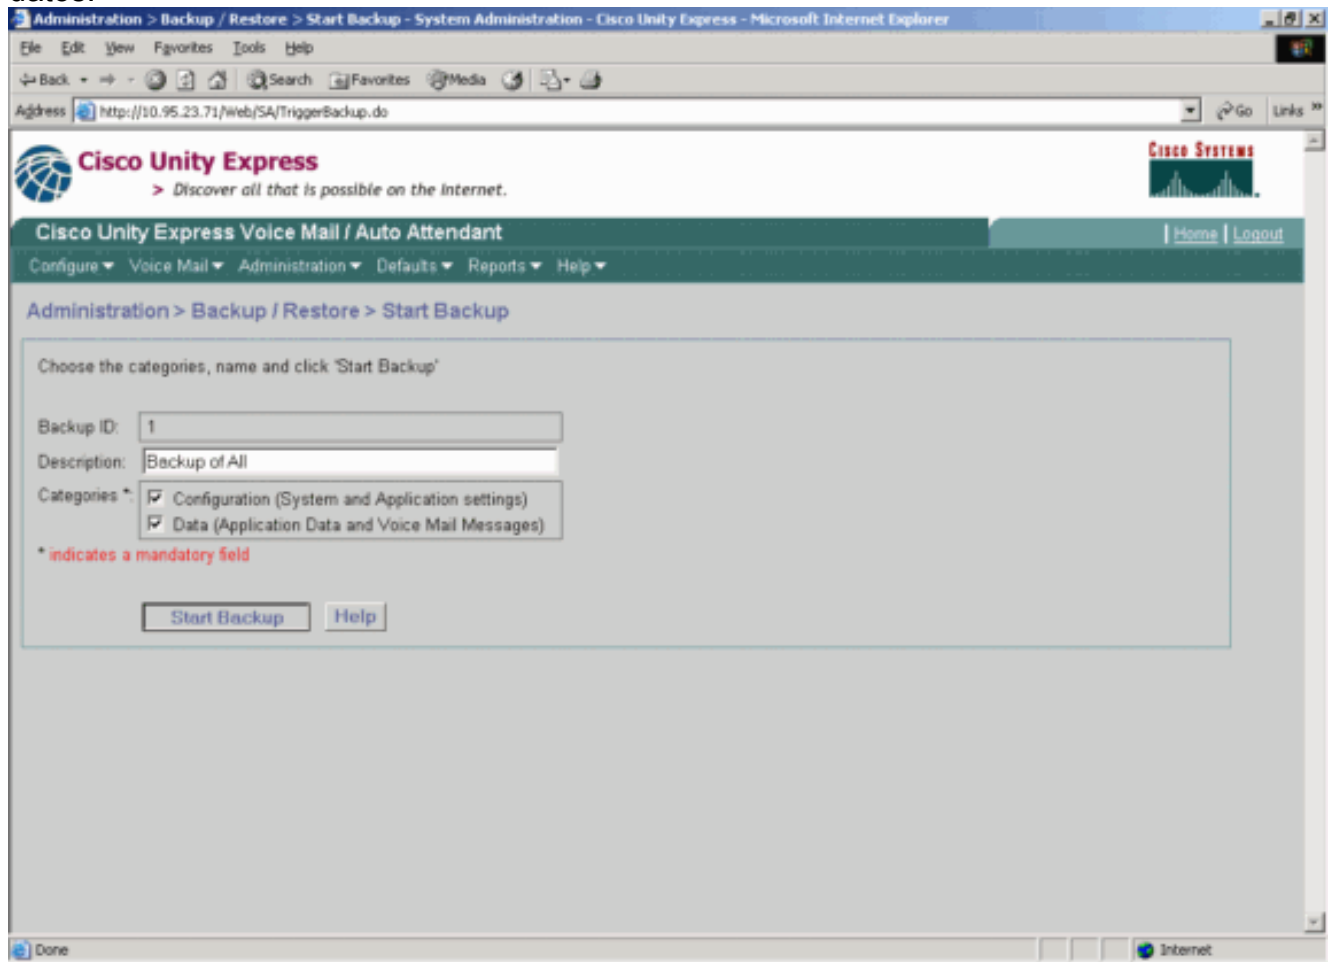 dates.
Administration > Backup / Restore > Start Backup - System Administration - Cisco Unity Express - Microsoft Internet Explorer
File Edit View Favorites Tools Help
Back Search Favorites Media
Address http://10.95.23.71/Web/SA/TriggerBackup.do Go Links »
Cisco Unity Express
> Discover all that is possible on the Internet.
CISCO SYSTEMS
Cisco Unity Express Voice Mail / Auto Attendant
| Home | Logout
Configure Voice Mail Administration Defaults Reports Help
Administration > Backup / Restore > Start Backup
Choose the categories, name and click 'Start Backup'
Backup ID: 1
Description: Backup of All
Categories *: Configuration (System and Application settings)
Data (Application Data and Voice Mail Messages)
* indicates a mandatory field
Start Backup Help
Done Internet